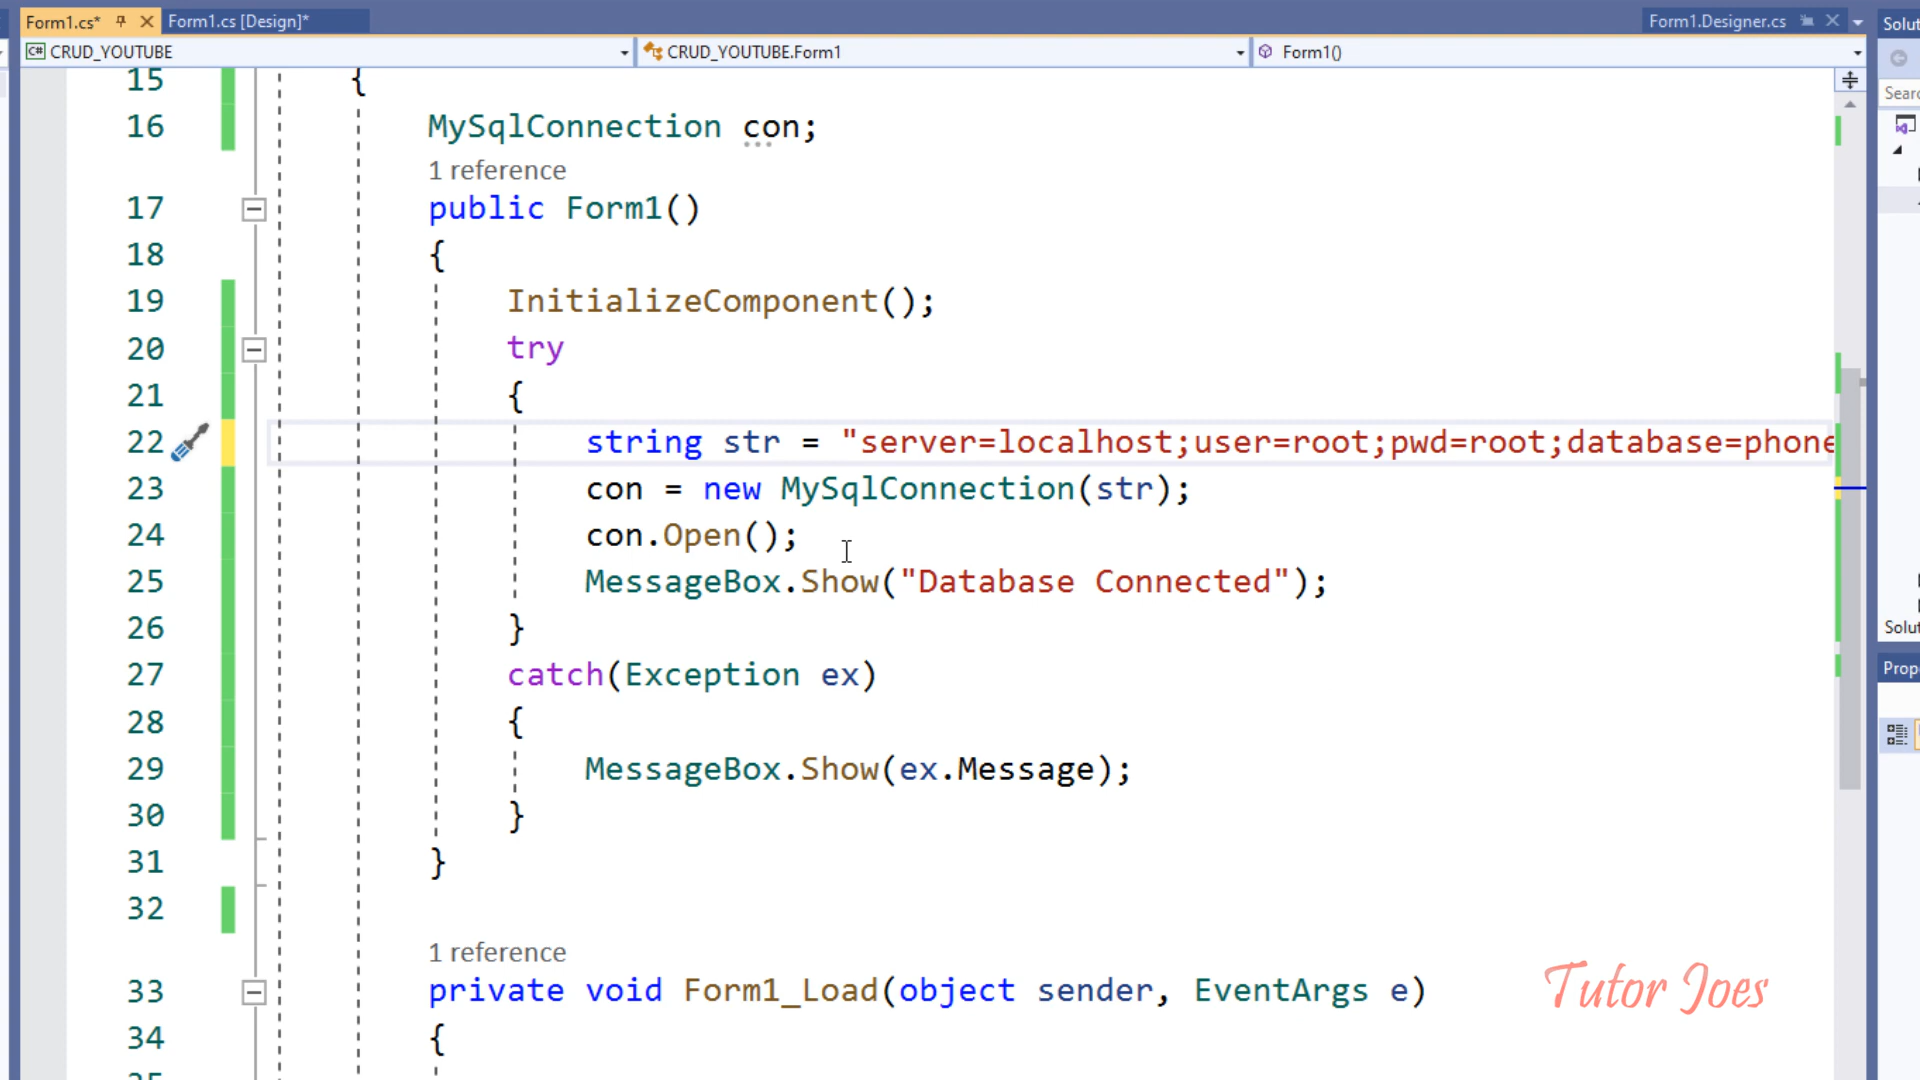 Form1.cs*
Form1.cs [Design]*
Form1.Designer.cs
Solut
C# CRUD_YOUTUBE
CRUD_YOUTUBE.Form1
Form1()
Searc
15 {
16 MySqlConnection con;
1 reference
17 public Form1()
18 {
19 InitializeComponent();
20 try
21 {
22 string str = "server=localhost;user=root;pwd=root;database=phone
23 con = new MySqlConnection(str);
24 con.Open();
25 MessageBox.Show("Database Connected");
26 }
Solut
27 catch(Exception ex)
Prop
28 {
29 MessageBox.Show(ex.Message);
30 }
31 }
32
1 reference
33 private void Form1_Load(object sender, EventArgs e)
Tutor Joes
34 {